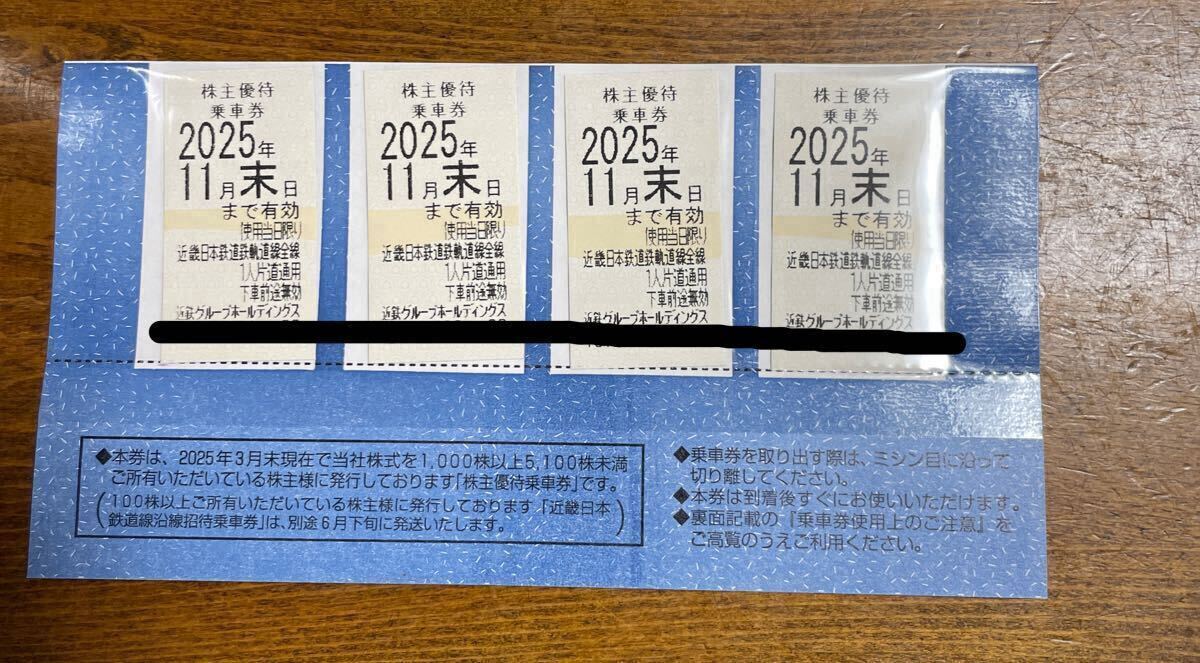 株主優待
乗車券
2025年
11月末日
まで有効
使用当日限り
近畿日本鉄道鉄軌道線全線
1人片道通用
下車前途無効
近鉄グループホールディングス
株主優待
乗車券
2025年
11月末日
まで有効
使用当日限り
近畿日本鉄道鉄軌道線全線
1人片道通用
下車前途無効
近鉄グループホールディングス
株主優待
乗車券
2025年
11月末日
まで有効
使用当日限り
近畿日本鉄道鉄軌道線全線
1人片道通用
下車前途無効
近鉄グループホールディングス
株主優待
乗車券
2025年
11月末日
まで有効
使用当日限り
近畿日本鉄道鉄軌道線全線
1人片道通用
下車前途無効
近鉄グループホールディングス
◆本券は、2025年3月末現在で当社株式を1,000株以上5,100株未満
ご所有いただいている株主様に発行しております「株主優待乗車券」です。
(100株以上ご所有いただいている株主様に発行しております「近畿日本
鉄道線沿線招待乗車券」は、別途6月下旬に発送いたします。)
◆乗車券を取り出す際は、ミシン目に沿って
切り離してください。
◆本券は到着後すぐにお使いいただけます。
◆裏面記載の『乗車券使用上のご注意』を
ご高覧のうえご利用ください。